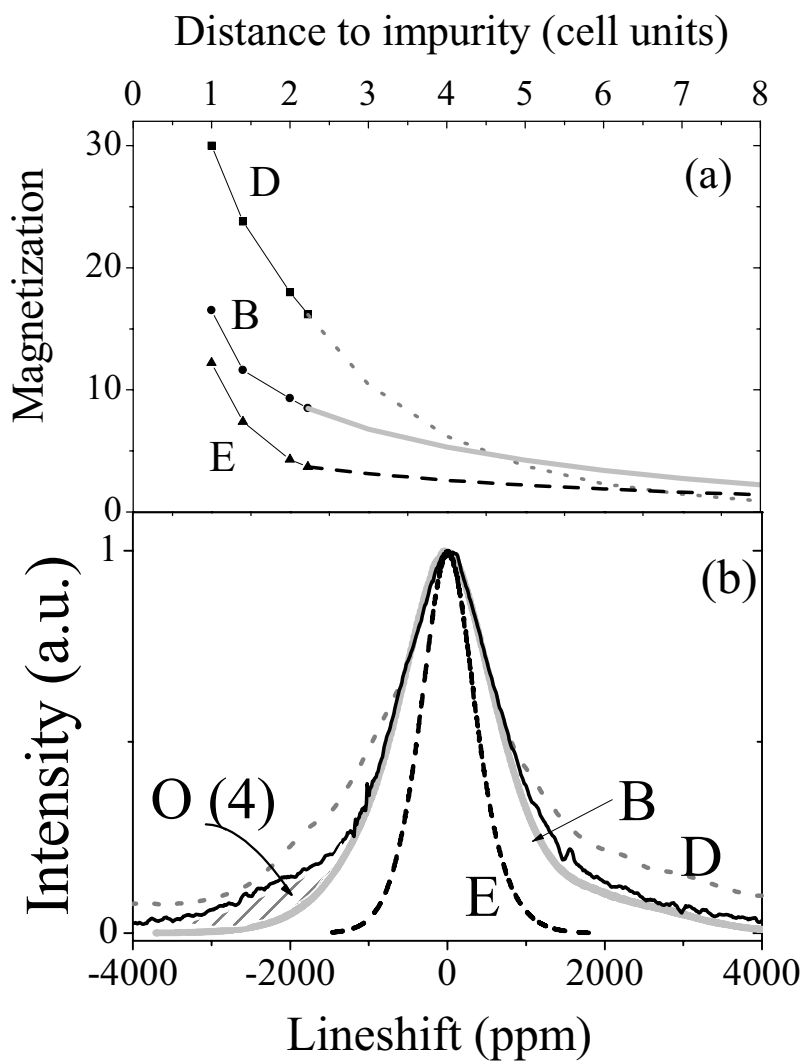 Distance to impurity (cell units)
0 1 2 3 4 5 6 7 8
Magnetization
30
20
10
0
(a)
D
B
E
Intensity (a.u.)
1
0
(b)
O (4)
B
D
E
-4000 -2000 0 2000 4000
Lineshift (ppm)